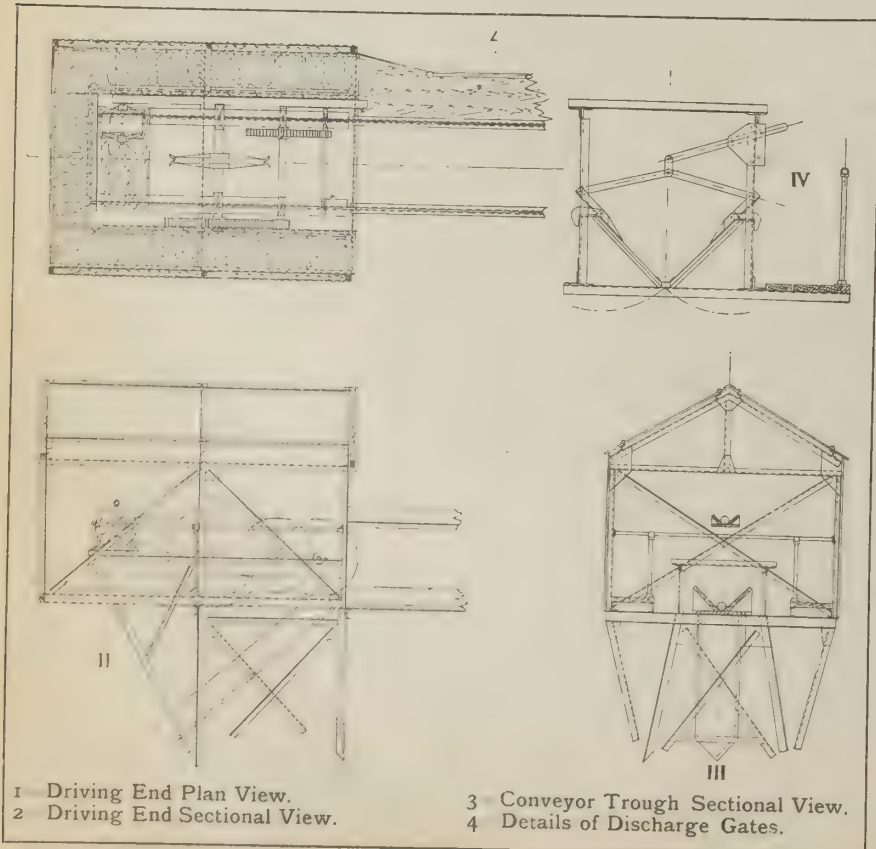 IV
II
III
1 Driving End Plan View.
2 Driving End Sectional View.
3 Conveyor Trough Sectional View.
4 Details of Discharge Gates.